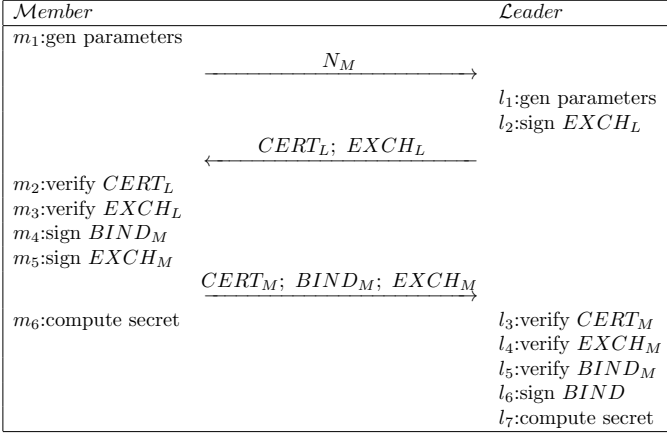 Member Leader
m1:gen parameters
NM
l1:gen parameters
l2:sign EXCHL
CERTL; EXCHL
m2:verify CERTL
m3:verify EXCHL
m4:sign BINDM
m5:sign EXCHM
CERTM; BINDM; EXCHM
m6:compute secret l3:verify CERTM
l4:verify EXCHM
l5:verify BINDM
l6:sign BIND
l7:compute secret